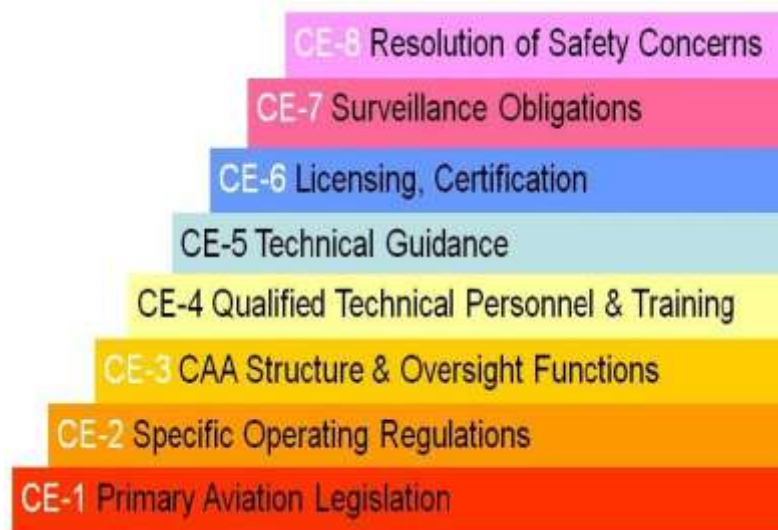 CE-8 Resolution of Safety Concerns
CE-7 Surveillance Obligations
CE-6 Licensing, Certification
CE-5 Technical Guidance
CE-4 Qualified Technical Personnel & Training
CE-3 CAA Structure & Oversight Functions
CE-2 Specific Operating Regulations
CE-1 Primary Aviation Legislation